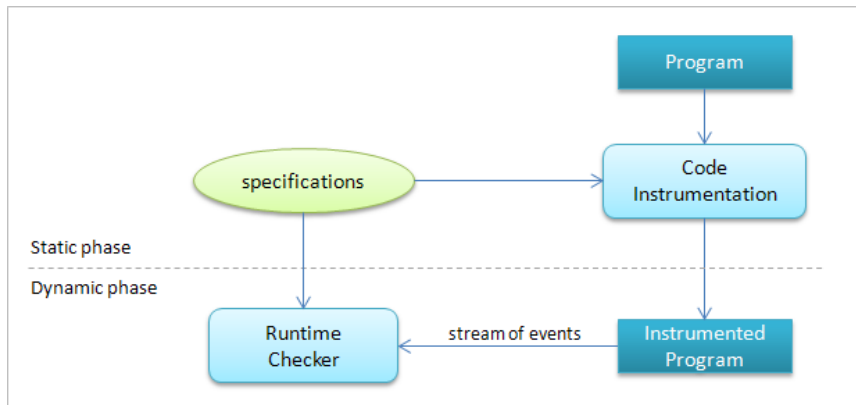 Program
specifications
Code
Instrumentation
Static phase
Dynamic phase
Runtime
Checker
stream of events
Instrumented
Program